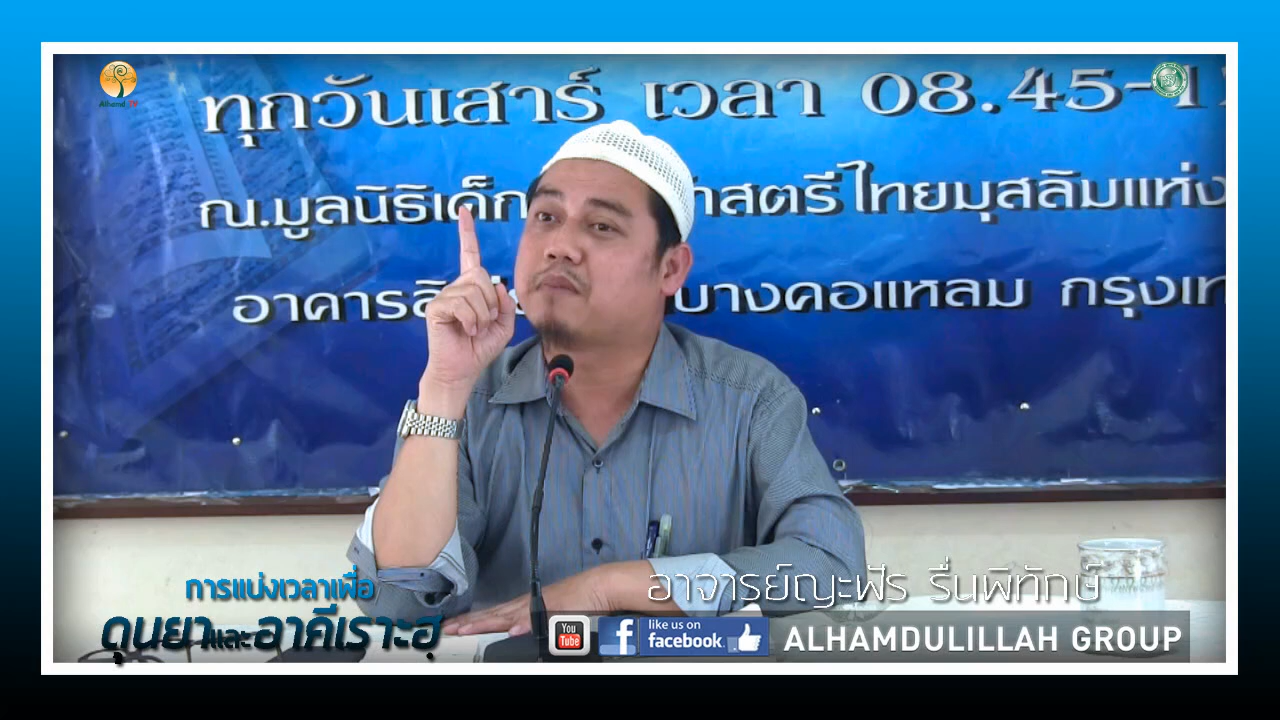 Alhamd TV
ทุกวันเสาร์ เวลา 08.45-1
ณ.มูลนิธิเด็ก าสตรีไทยมุสลิมแห่ง
อาคาร บางคอแหลม กรุงเท
การแบ่งเวลาเพื่อ
ดุนยาและอาคีเราะฮฺ
อาจารย์ญะฟัร รื่นพิทักษ์
You Tube
like us on
facebook
ALHAMDULILLAH GROUP